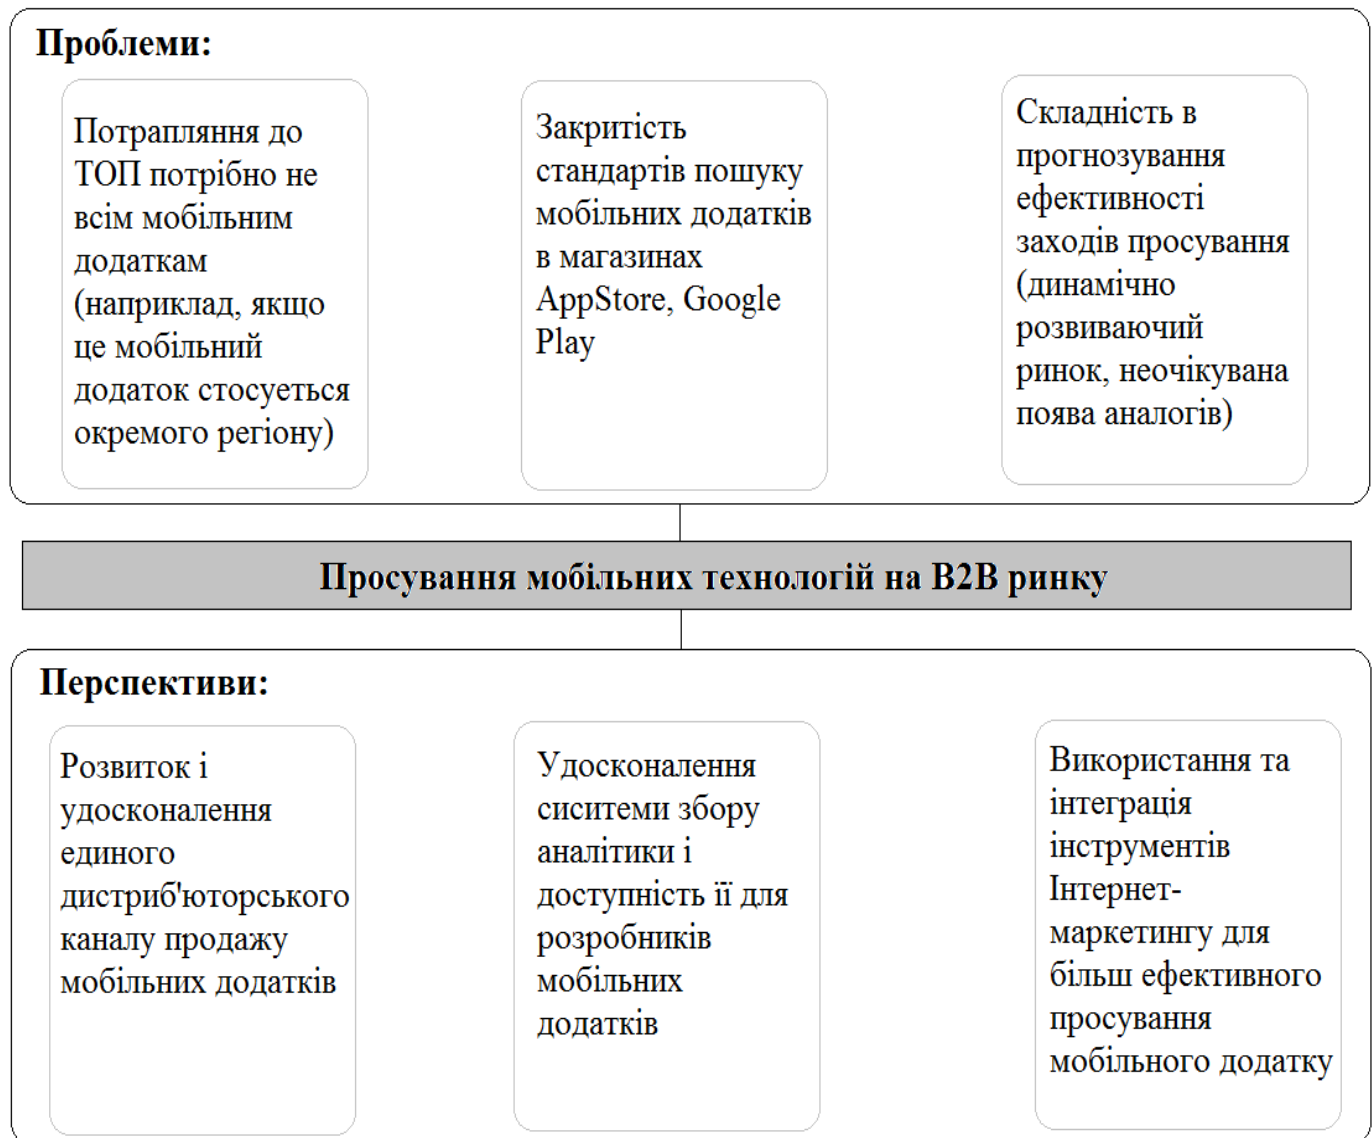 Проблеми:
Потрапляння до
ТОП потрібно не
всім мобільним
додаткам
(наприклад, якщо
це мобільний
додаток стосується
окремого регіону)
Закритість
стандартів пошуку
мобільних додатків
в магазинах
AppStore, Google
Play
Складність в
прогнозування
ефективності
заходів просування
(динамічно
розвиваючий
ринок, неочікувана
поява аналогів)
Просування мобільних технологій на B2B ринку
Перспективи:
Розвиток і
удосконалення
единого
дистриб'юторського
каналу продажу
мобільних додатків
Удосконалення
сиситеми збору
аналітики і
доступність її для
розробників
мобільних
додатків
Використання та
інтеграція
інструментів
Інтернет-
маркетингу для
більш ефективного
просування
мобільного додатку